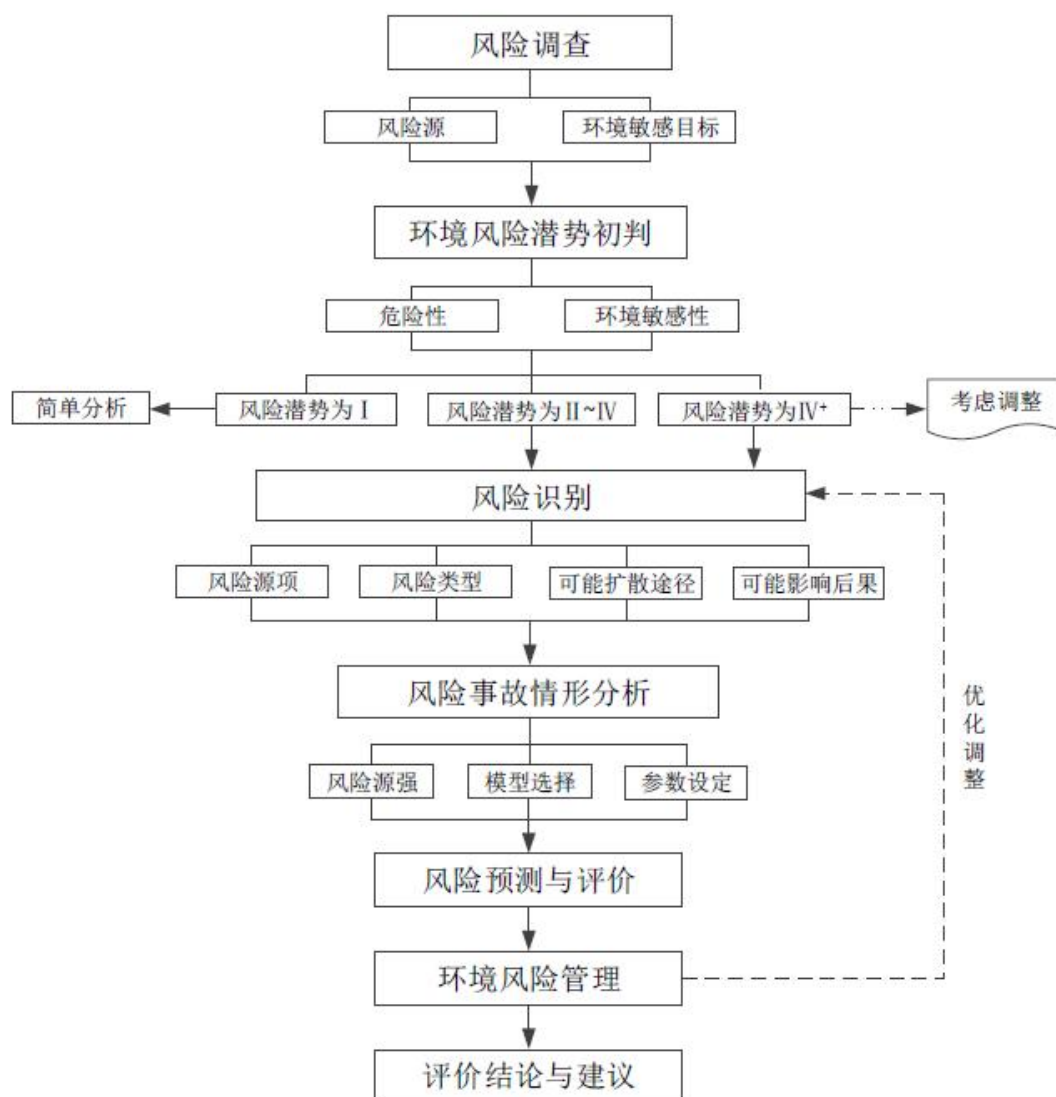 风险调查
风险源
环境敏感目标
环境风险潜势初判
危险性
环境敏感性
简单分析
风险潜势为Ⅰ
风险潜势为Ⅱ~Ⅳ
风险潜势为Ⅳ⁺
考虑调整
风险识别
风险源项
风险类型
可能扩散途径
可能影响后果
风险事故情形分析
风险源强
模型选择
参数设定
优化调整
风险预测与评价
环境风险管理
评价结论与建议